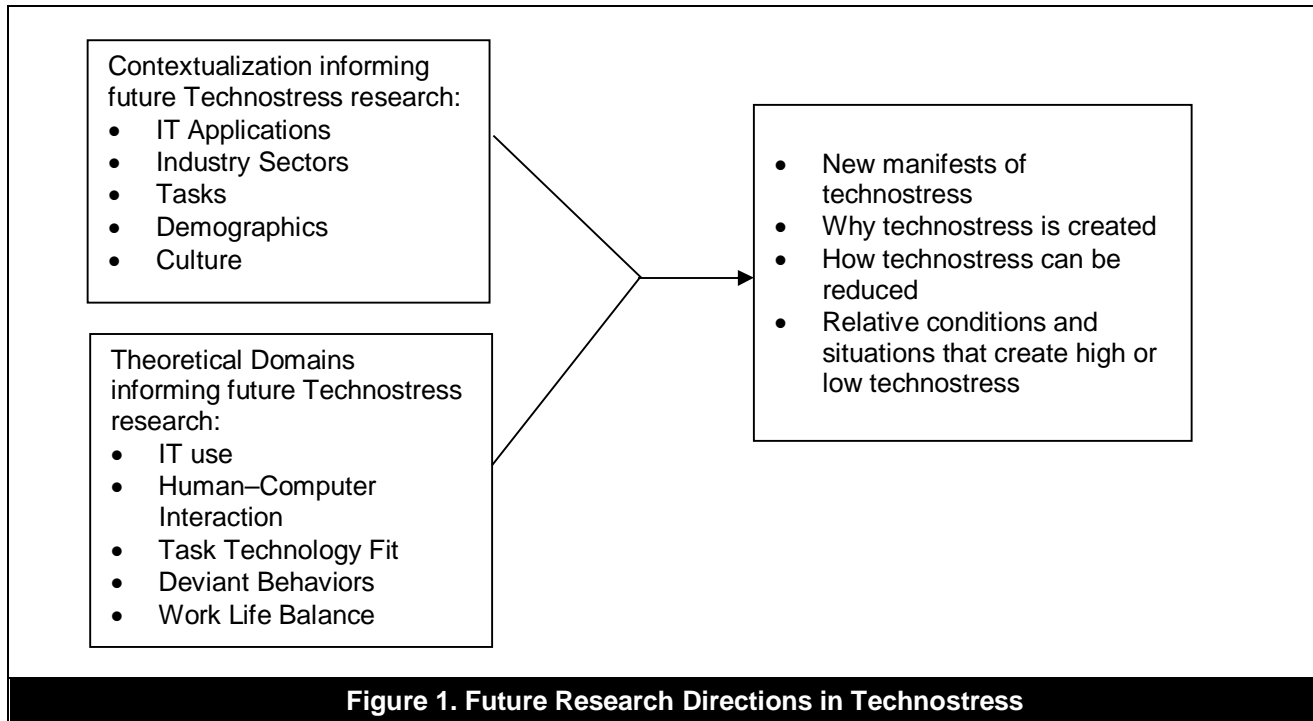 Contextualization informing
future Technostress research:
• IT Applications
• Industry Sectors
• Tasks
• Demographics
• Culture
Theoretical Domains
informing future Technostress
research:
• IT use
• Human–Computer
Interaction
• Task Technology Fit
• Deviant Behaviors
• Work Life Balance
• New manifests of
technostress
• Why technostress is created
• How technostress can be
reduced
• Relative conditions and
situations that create high or
low technostress
Figure 1. Future Research Directions in Technostress